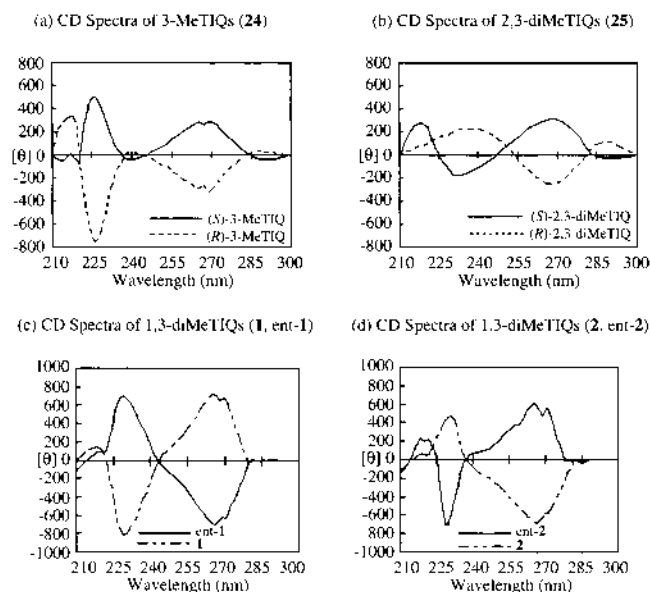 (a) CD Spectra of 3-MeTIQs (24)
800
600
400
200
[θ] 0
-200
-400
-600
-800
(S)-3-MeTIQ
(R)-3-MeTIQ
210 225 240 255 270 285 300
Wavelength (nm)
(b) CD Spectra of 2,3-diMeTIQs (25)
800
600
400
200
[θ] 0
-200
-400
-600
-800
(S)-2,3-diMeTIQ
(R)-2,3 diMeTIQ
210 225 240 255 270 285 300
Wavelength (nm)
(c) CD Spectra of 1,3-diMeTIQs (1, ent-1)
1000
800
600
400
200
[θ] 0
-200
-400
-600
-800
-1000
ent-1
1
210 225 240 255 270 285 300
Wavelength (nm)
(d) CD Spectra of 1.3-diMeTIQs (2, ent-2)
1000
800
600
400
200
[θ] 0
-200
-400
-600
-800
-1000
ent-2
2
210 225 240 255 270 285 300
Wavelength (nm)